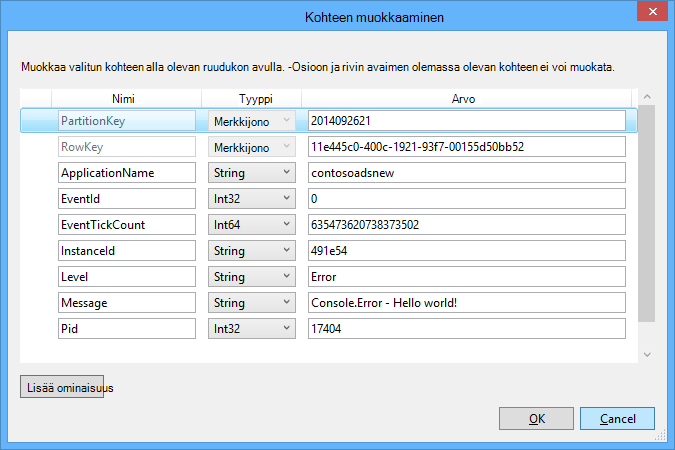 Kohteen muokkaaminen
Muokkaa valitun kohteen alla olevan ruudukon avulla. -Osioon ja rivin avaimen olemassa olevan kohteen ei voi muokata.
Nimi Tyyppi Arvo
PartitionKey Merkkijono 2014092621
RowKey Merkkijono 11e445c0-400c-1921-93f7-00155d50bb52
ApplicationName String contosoadsnew
EventId Int32 0
EventTickCount Int64 635473620738373502
InstanceId String 491e54
Level String Error
Message String Console.Error - Hello world!
Pid Int32 17404
Lisää ominaisuus
OK Cancel